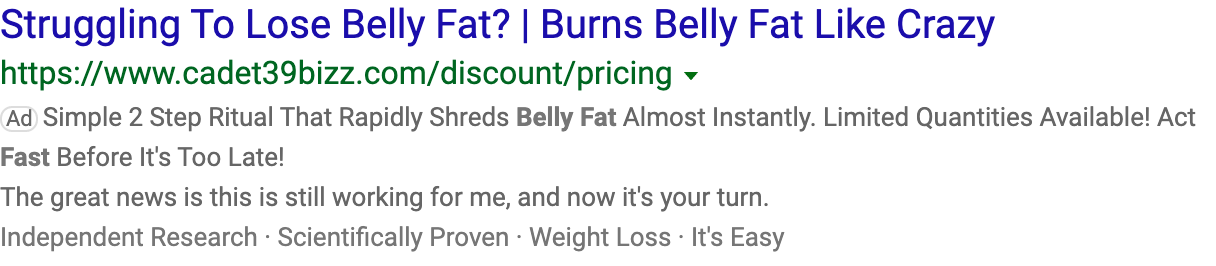 Struggling To Lose Belly Fat? | Burns Belly Fat Like Crazy
https://www.cadet39bizz.com/discount/pricing
Ad Simple 2 Step Ritual That Rapidly Shreds Belly Fat Almost Instantly. Limited Quantities Available! Act
Fast Before It's Too Late!
The great news is this is still working for me, and now it's your turn.
Independent Research · Scientifically Proven · Weight Loss · It's Easy